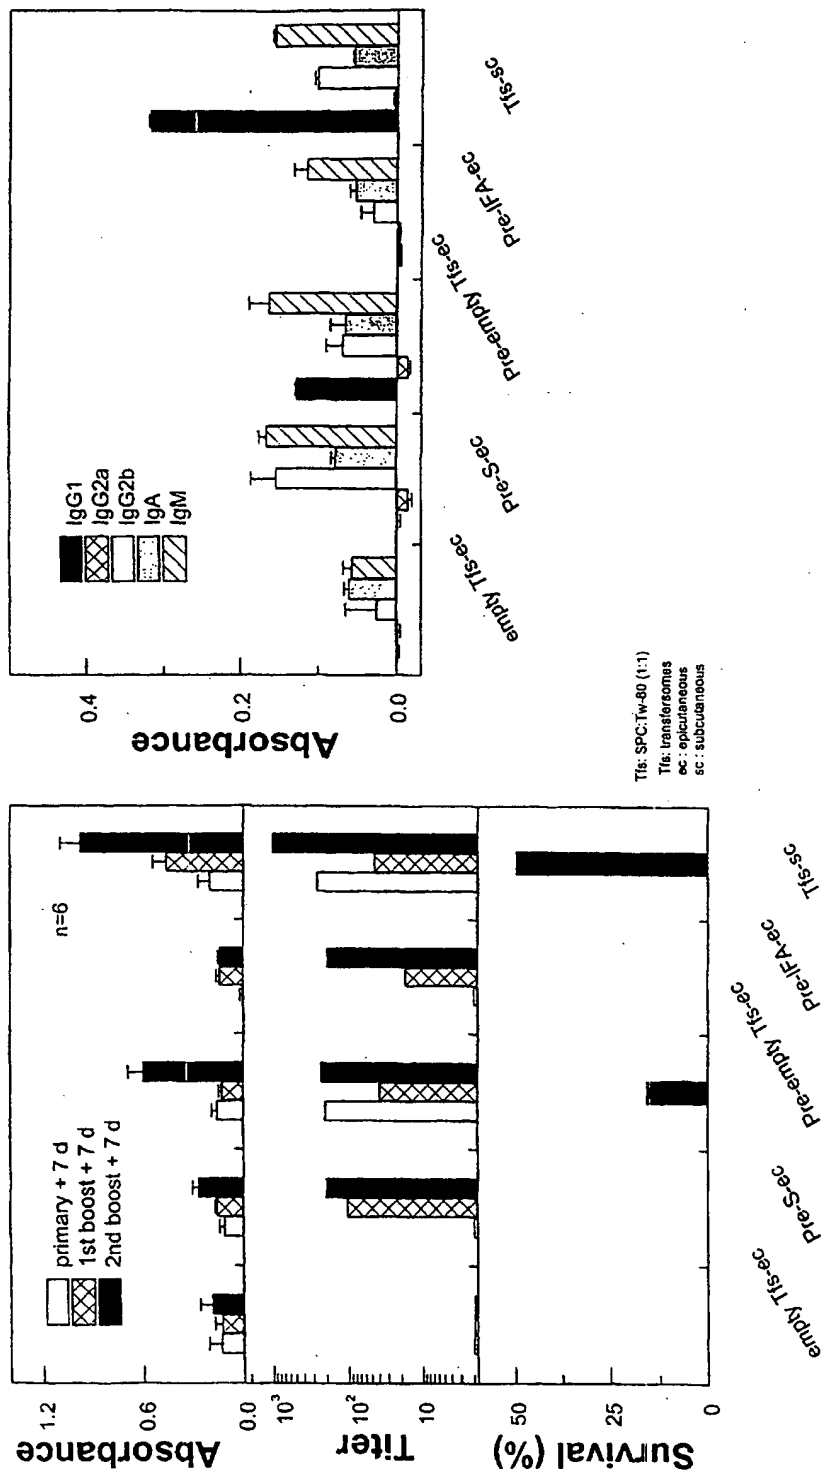 Absorbance
1.2
0.6
0.0
primary + 7 d
1st boost + 7 d
2nd boost + 7 d
n=6
Titer
10³
10²
10
Survival (%)
50
25
0
empty Tfs-ec
Pre-S-ec
Pre-empty Tfs-ec
Pre-IFA-ec
Tfs-sc
Absorbance
0.4
0.2
0.0
IgG1
IgG2a
IgG2b
IgA
IgM
empty Tfs-ec
Pre-S-ec
Pre-empty Tfs-ec
Pre-IFA-ec
Tfs-sc
Tfs: SPC:Tw-80 (1:1)
Tfs: transfersomes
ec : epicutaneous
sc : subcutaneous